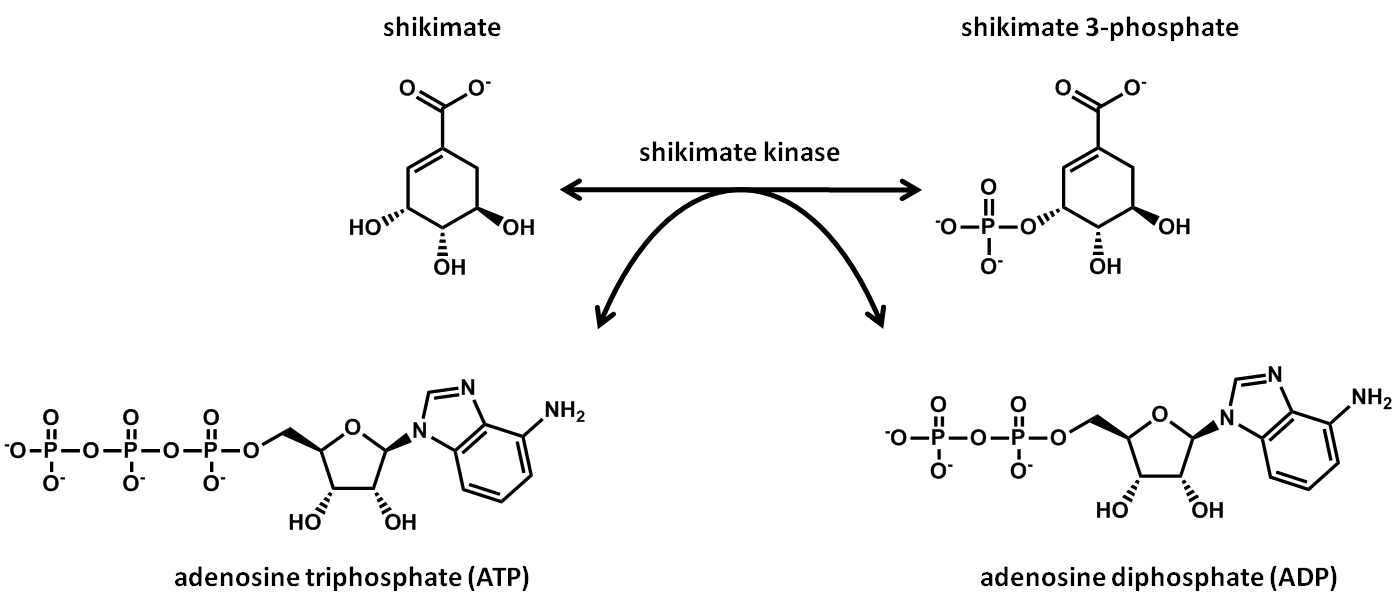 shikimate
shikimate 3-phosphate
O O-
O O-
shikimate kinase
HO OH
OH
O
-O P O OH
O- OH
O O O
-O P O P O P O O N N NH2
O- O- O-
HO OH
O O
-O P O P O O N N NH2
O- O-
HO OH
adenosine triphosphate (ATP)
adenosine diphosphate (ADP)